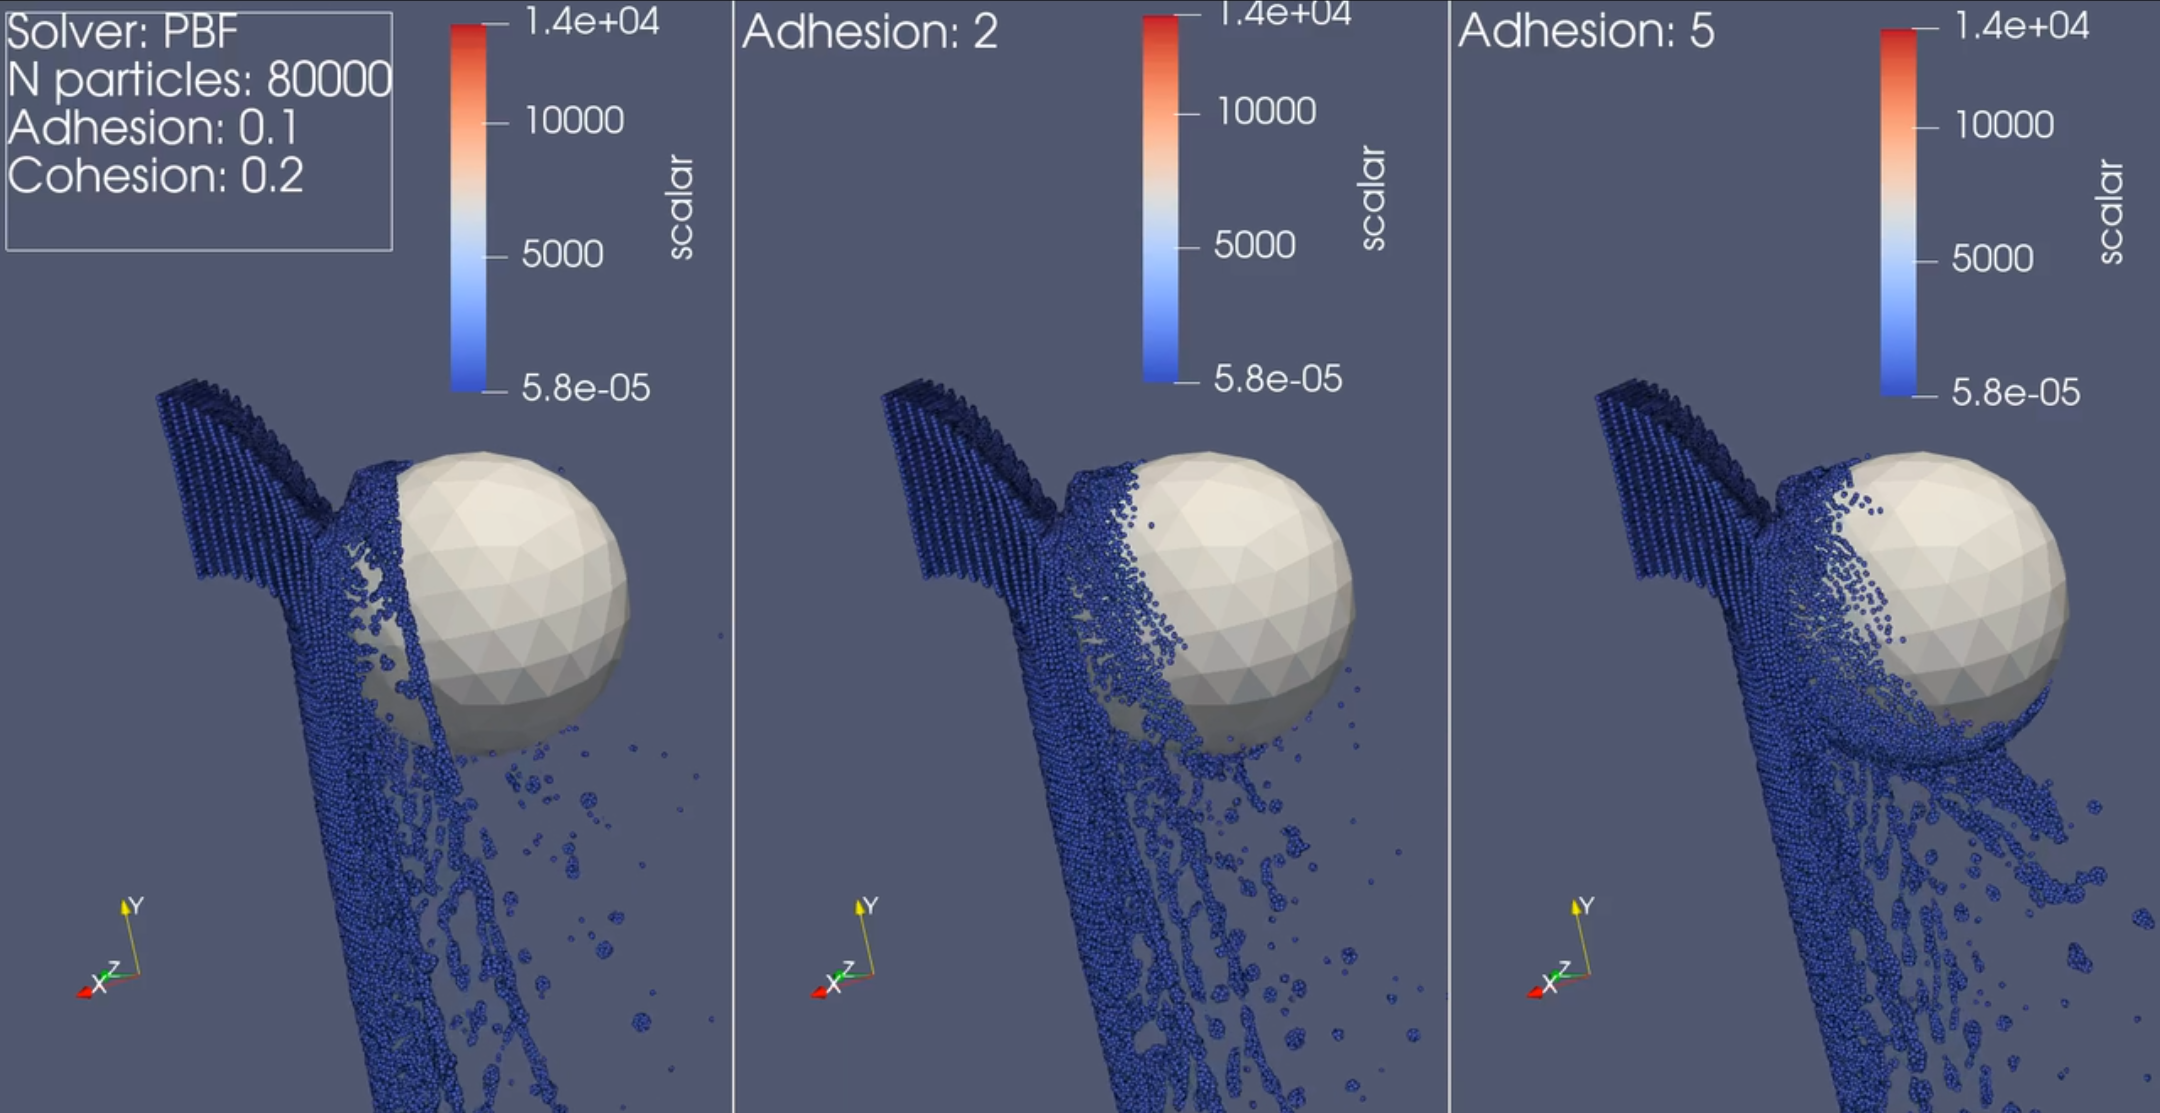 Solver: PBF
N particles: 80000
Adhesion: 0.1
Cohesion: 0.2
1.4e+04
10000
5000
5.8e-05
scalar
Y
Z
X
Adhesion: 2
1.4e+04
10000
5000
5.8e-05
scalar
Y
Z
X
Adhesion: 5
1.4e+04
10000
5000
5.8e-05
scalar
Y
Z
X